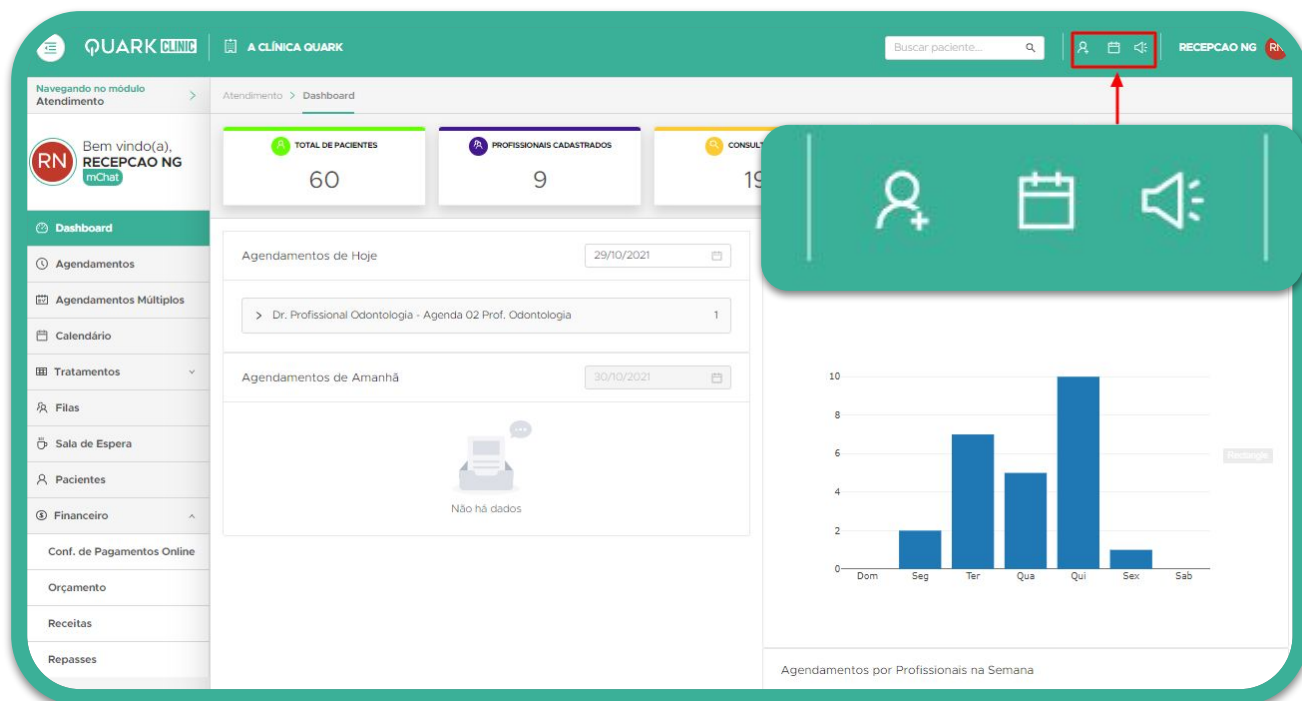 QUARK CLINIC
A CLÍNICA QUARK
Buscar paciente...
RECEPCAO NG
Navegando no módulo
Atendimento
Atendimento > Dashboard
RN
Bem vindo(a),
RECEPCAO NG
mChat
TOTAL DE PACIENTES
60
PROFISSIONAIS CADASTRADOS
9
CONSULT
19
Dashboard
Agendamentos
Agendamentos Múltiplos
Calendário
Tratamentos
Filas
Sala de Espera
Pacientes
Financeiro
Conf. de Pagamentos Online
Orçamento
Receitas
Repasses
Agendamentos de Hoje
29/10/2021
Dr. Profissional Odontologia - Agenda 02 Prof. Odontologia
1
Agendamentos de Amanhã
30/10/2021
Não há dados
10
8
6
4
2
0
Dom Seg Ter Qua Qui Sex Sab
Agendamentos por Profissionais na Semana